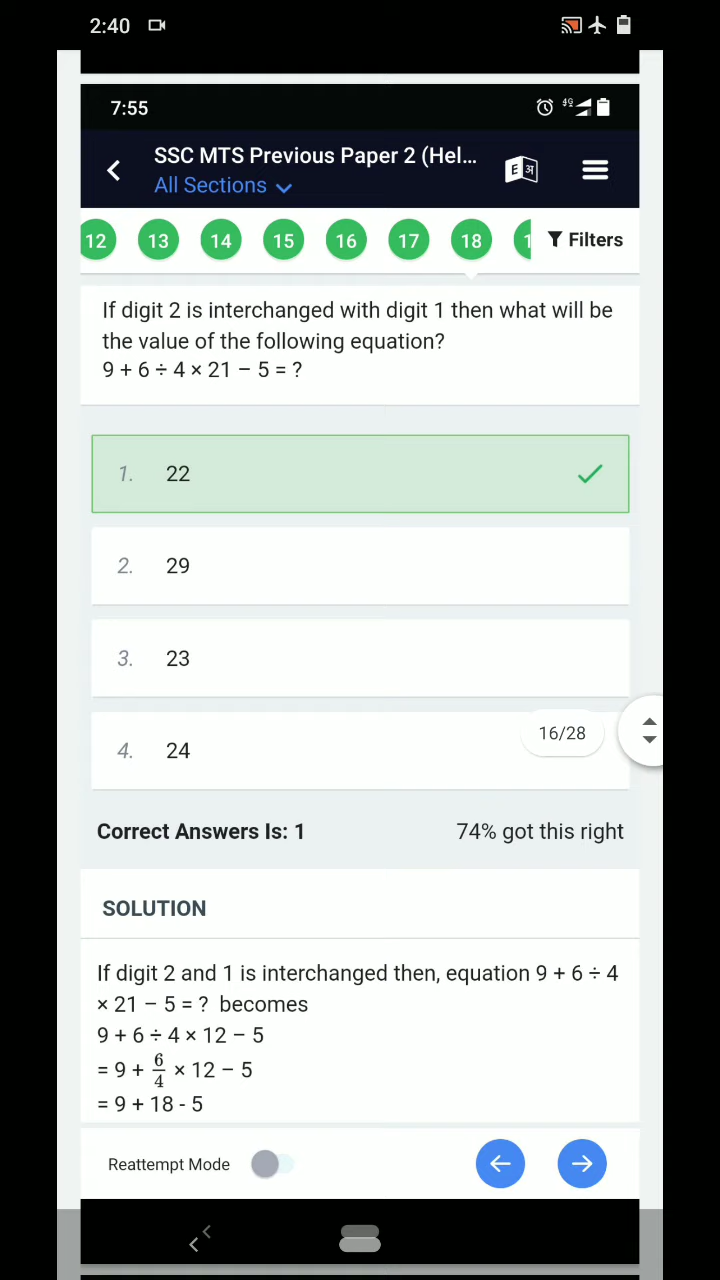 2:40
7:55
4G
SSC MTS Previous Paper 2 (Hel...
E अ
All Sections
12 13 14 15 16 17 18 1 Filters
If digit 2 is interchanged with digit 1 then what will be
the value of the following equation?
9 + 6 ÷ 4 × 21 − 5 = ?
1. 22
2. 29
3. 23
16/28
4. 24
Correct Answers Is: 1 74% got this right
SOLUTION
If digit 2 and 1 is interchanged then, equation 9 + 6 ÷ 4
× 21 − 5 = ? becomes
9 + 6 ÷ 4 × 12 − 5
= 9 + 6/4 × 12 − 5
= 9 + 18 - 5
Reattempt Mode